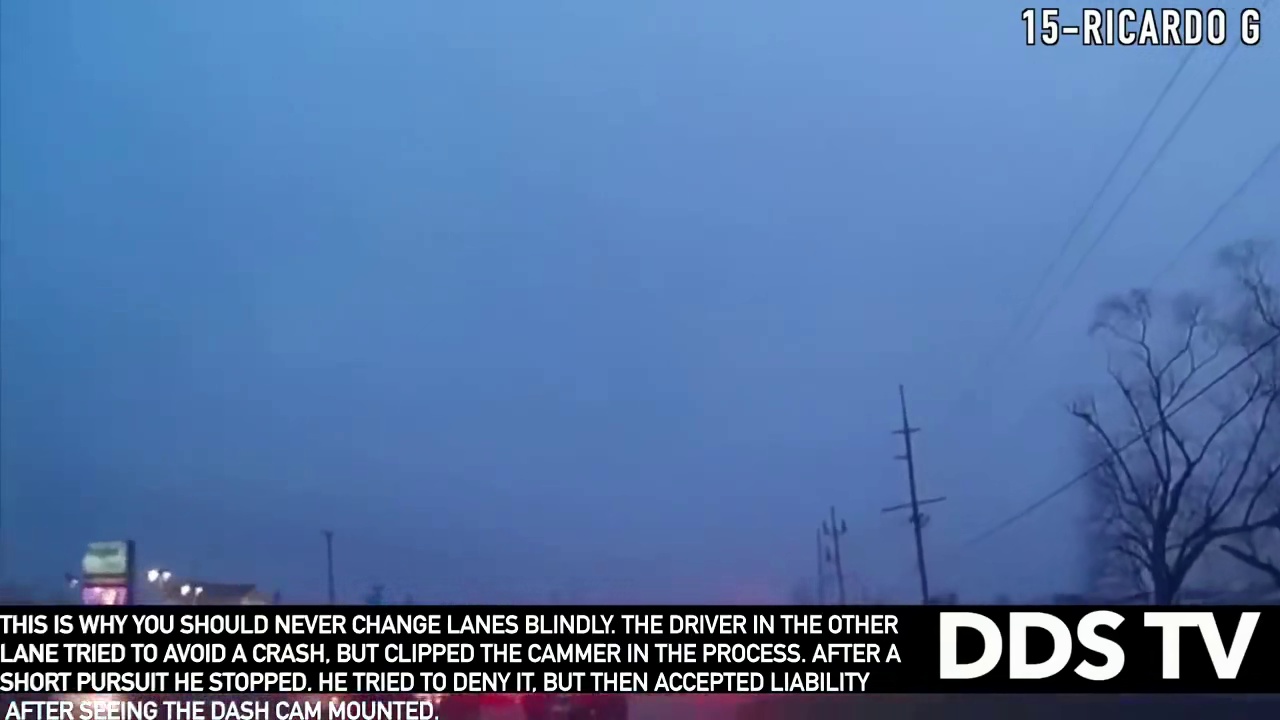 15-RICARDO G
THIS IS WHY YOU SHOULD NEVER CHANGE LANES BLINDLY. THE DRIVER IN THE OTHER
LANE TRIED TO AVOID A CRASH, BUT CLIPPED THE CAMMER IN THE PROCESS. AFTER A
SHORT PURSUIT HE STOPPED. HE TRIED TO DENY IT, BUT THEN ACCEPTED LIABILITY
AFTER SEEING THE DASH CAM MOUNTED.
DDS TV